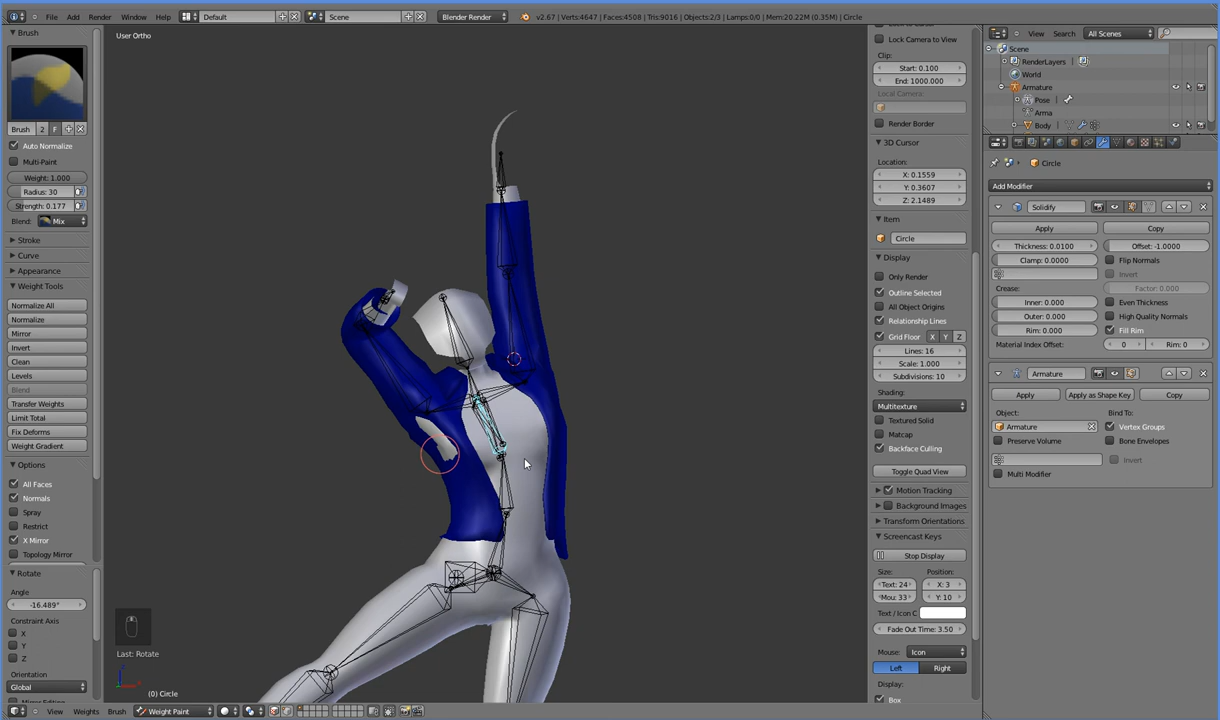 File Add Render Window Help Default Scene Blender Render v2.67 | Verts:4647 | Faces:4508 | Tris:9016 | Objects:2/3 | Lamps:0/0 | Mem:20.22M (0.35M) | Circle
Brush
Brush 2 F
Auto Normalize
Multi-Paint
Weight: 1.000
Radius: 30
Strength: 0.177
Blend: Mix
Stroke
Curve
Appearance
Weight Tools
Normalize All
Normalize
Mirror
Invert
Clean
Levels
Blend
Transfer Weights
Limit Total
Fix Deforms
Weight Gradient
Options
All Faces
Normals
Spray
Restrict
X Mirror
Topology Mirror
Rotate
Angle
-16.489°
Constraint Axis
X
Y
Z
Orientation
Global
User Ortho
Last: Rotate
(0) Circle
View Weights Brush Weight Paint
Lock Camera to View
Clip:
Start: 0.100
End: 1000.000
Local Camera:
Render Border
3D Cursor
Location:
X: 0.1559
Y: 0.3607
Z: 2.1489
Item
Circle
Display
Only Render
Outline Selected
All Object Origins
Relationship Lines
Grid Floor X Y Z
Lines: 16
Scale: 1.000
Subdivisions: 10
Shading:
Multitexture
Textured Solid
Matcap
Backface Culling
Toggle Quad View
Motion Tracking
Background Images
Transform Orientations
Screencast Keys
Stop Display
Size: Position:
Text: 24 X: 3
Mou: 33 Y: 10
Text / Icon C
Fade Out Time: 3.50
Mouse: Icon
Left Right
Display:
Box
View Search All Scenes
Scene
RenderLayers
World
Armature
Pose
Arma
Body
Circle
Add Modifier
Solidify
Apply Copy
Thickness: 0.0100 Offset: -1.0000
Clamp: 0.0000 Flip Normals
Invert
Crease: Factor: 0.000
Inner: 0.000 Even Thickness
Outer: 0.000 High Quality Normals
Rim: 0.000 Fill Rim
Material Index Offset: 0 Rim: 0
Armature
Apply Apply as Shape Key Copy
Object: Bind To:
Armature Vertex Groups
Preserve Volume Bone Envelopes
Invert
Multi Modifier